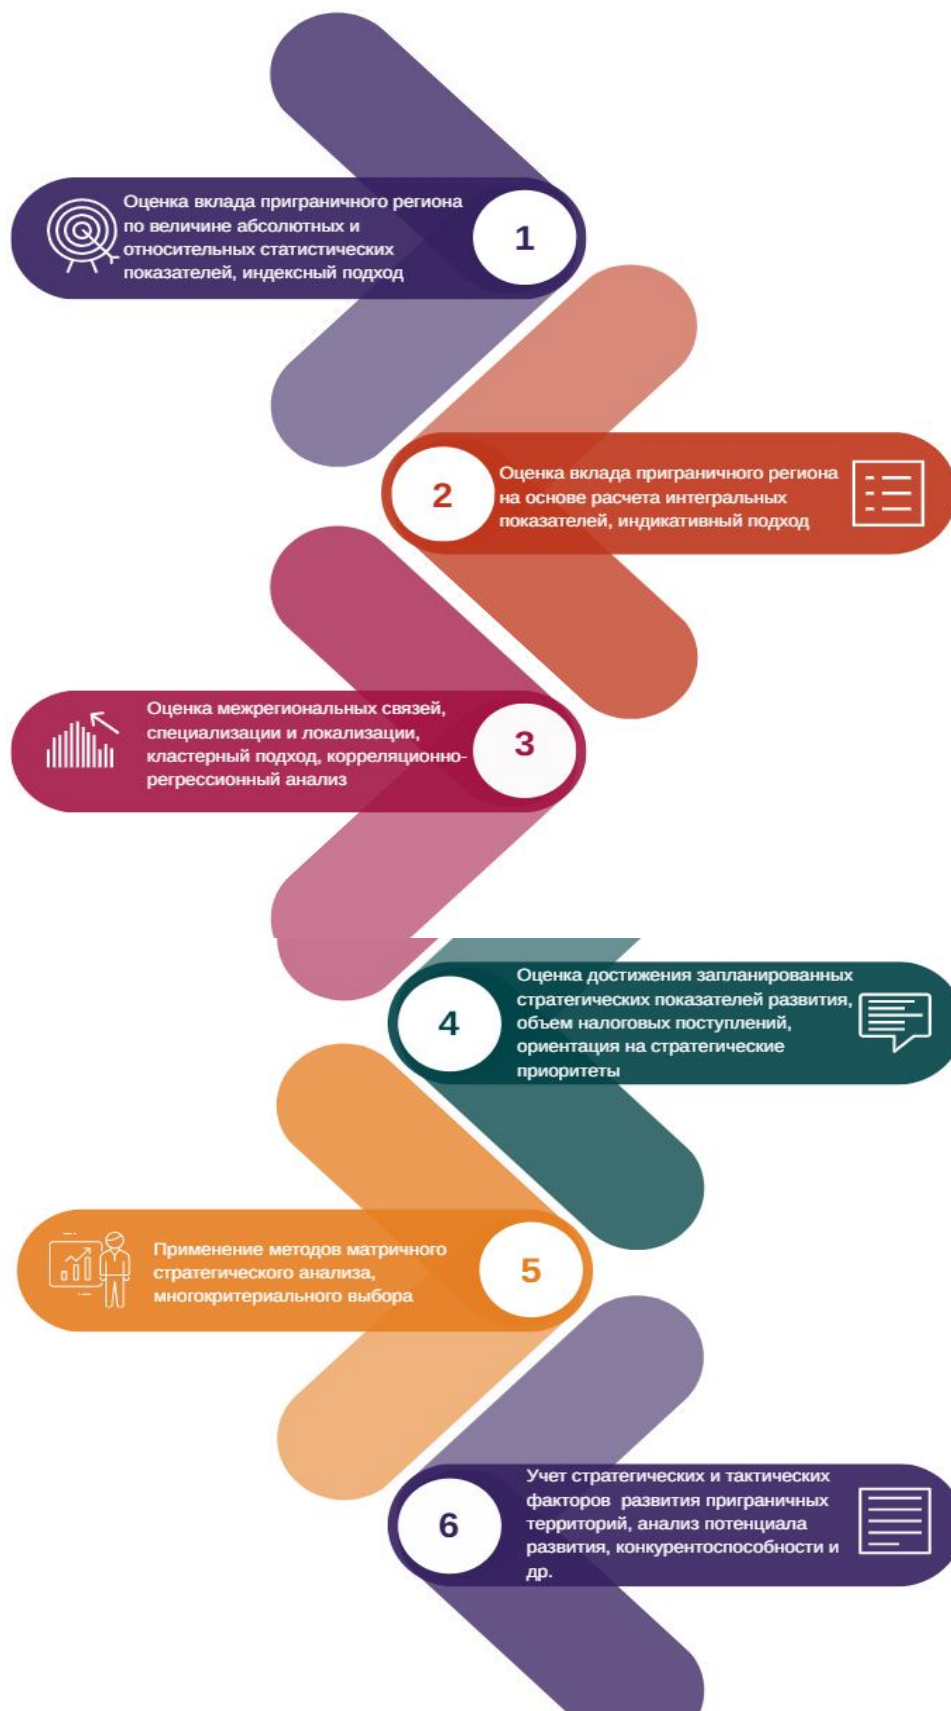 Оценка вклада приграничного региона
по величине абсолютных и
относительных статистических
показателей, индексный подход
1
2
Оценка вклада приграничного региона
на основе расчета интегральных
показателей, индикативный подход
Оценка межрегиональных связей,
специализации и локализации,
кластерный подход, корреляционно-
регрессионный анализ
3
4
Оценка достижения запланированных
стратегических показателей развития,
объем налоговых поступлений,
ориентация на стратегические
приоритеты
Применение методов матричного
стратегического анализа,
многокритериального выбора
5
6
Учет стратегических и тактических
факторов развития приграничных
территорий, анализ потенциала
развития, конкурентоспособности и
др.